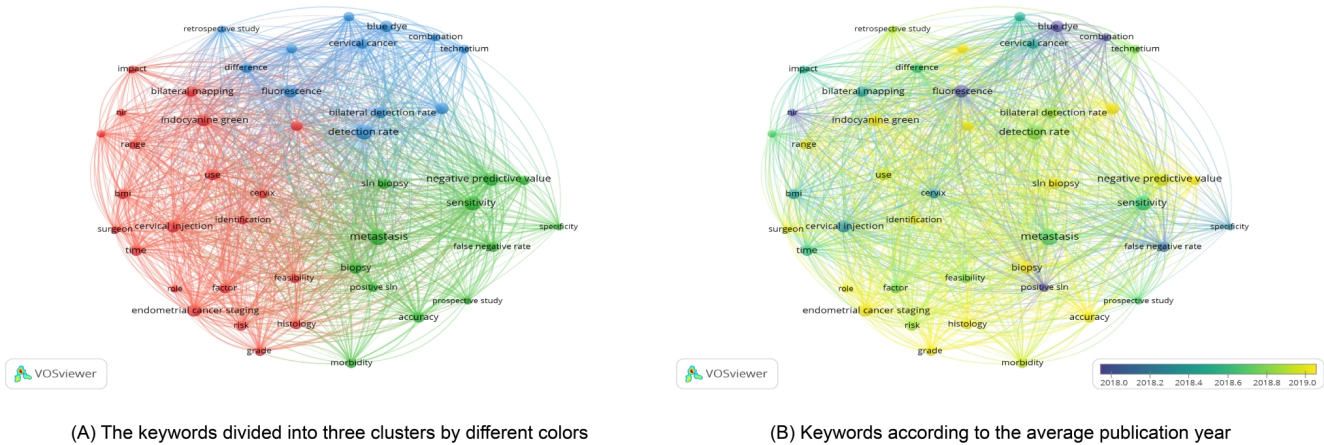 retrospective study
blue dye
combination
cervical cancer
technetium
impact
difference
bilateral mapping
fluorescence
nir
indocyanine green
bilateral detection rate
detection rate
range
use
sln biopsy
negative predictive value
bmi
cervix
sensitivity
surgeon
cervical injection
identification
specificity
metastasis
time
false negative rate
biopsy
feasibility
role
factor
positive sln
prospective study
endometrial cancer staging
risk
histology
accuracy
grade
morbidity
VOSviewer
retrospective study
blue dye
combination
cervical cancer
technetium
impact
difference
bilateral mapping
fluorescence
nir
indocyanine green
bilateral detection rate
detection rate
range
use
sln biopsy
negative predictive value
bmi
cervix
sensitivity
surgeon
cervical injection
identification
specificity
metastasis
time
false negative rate
biopsy
feasibility
role
factor
positive sln
prospective study
endometrial cancer staging
risk
histology
accuracy
grade
morbidity
VOSviewer
2018.0 2018.2 2018.4 2018.6 2018.8 2019.0
(A) The keywords divided into three clusters by different colors
(B) Keywords according to the average publication year